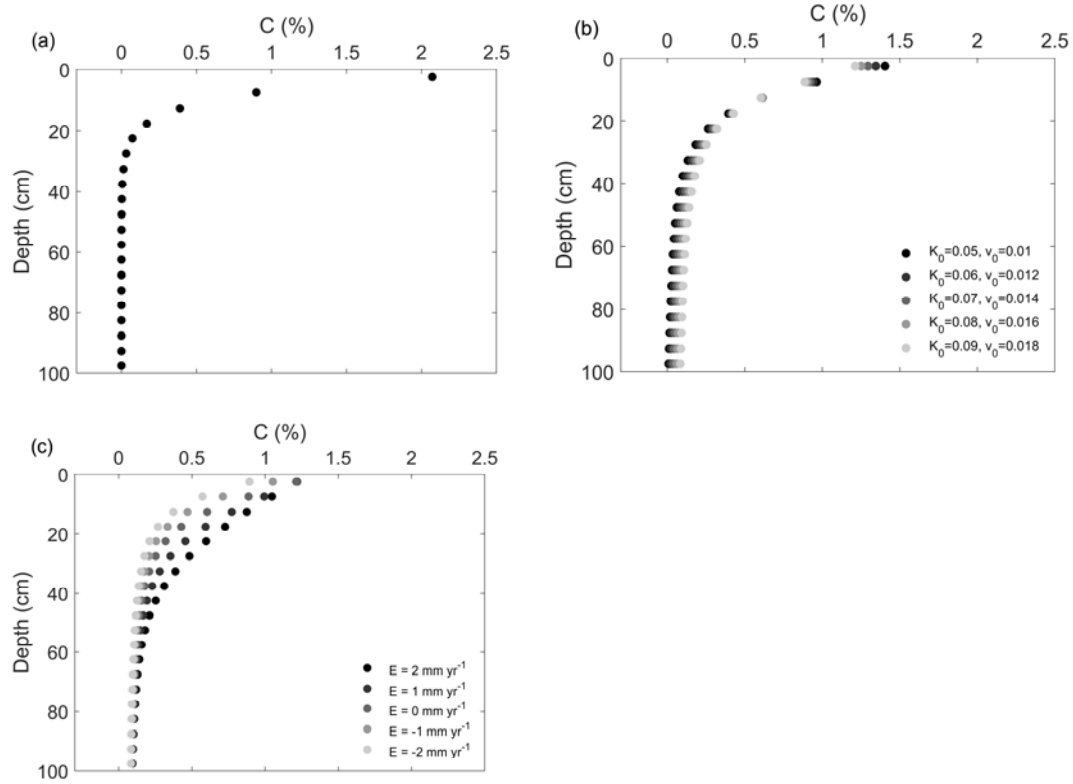 (a)
C (%)
0 0.5 1 1.5 2 2.5
0
20
40
60
80
100
Depth (cm)
(b)
C (%)
0 0.5 1 1.5 2 2.5
0
20
40
60
80
100
Depth (cm)
K₀=0.05, v₀=0.01
K₀=0.06, v₀=0.012
K₀=0.07, v₀=0.014
K₀=0.08, v₀=0.016
K₀=0.09, v₀=0.018
(c)
C (%)
0 0.5 1 1.5 2 2.5
0
20
40
60
80
100
Depth (cm)
E = 2 mm yr⁻¹
E = 1 mm yr⁻¹
E = 0 mm yr⁻¹
E = -1 mm yr⁻¹
E = -2 mm yr⁻¹